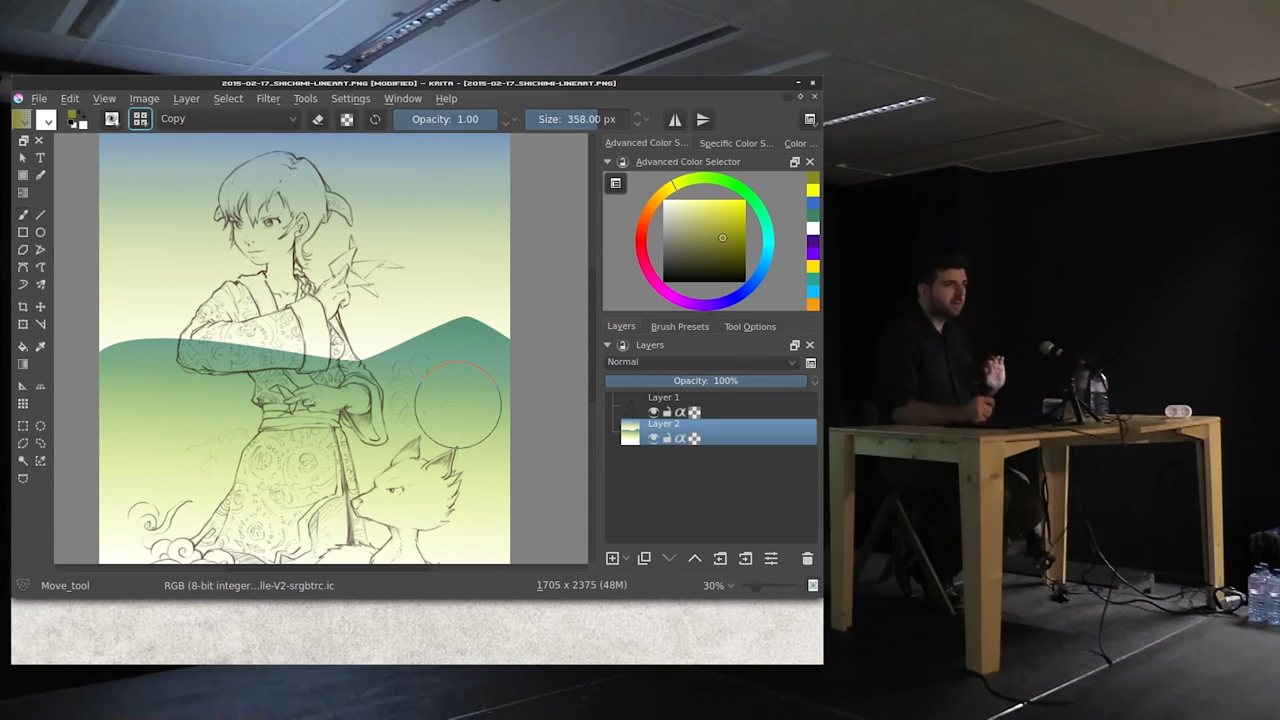 2015-02-17_SHICHIMI-LINEART.PNG [MODIFIED] – KRITA - [2015-02-17_SHICHIMI-LINEART.PNG]
File Edit View Image Layer Select Filter Tools Settings Window Help
Copy Opacity: 1.00 Size: 358.00 px
Advanced Color S... Specific Color S... Color ...
Advanced Color Selector
Layers Brush Presets Tool Options
Layers
Normal
Opacity: 100%
Layer 1
Layer 2
Move_tool RGB (8-bit integer...lle-V2-srgbtrc.ic 1705 x 2375 (48M) 30%